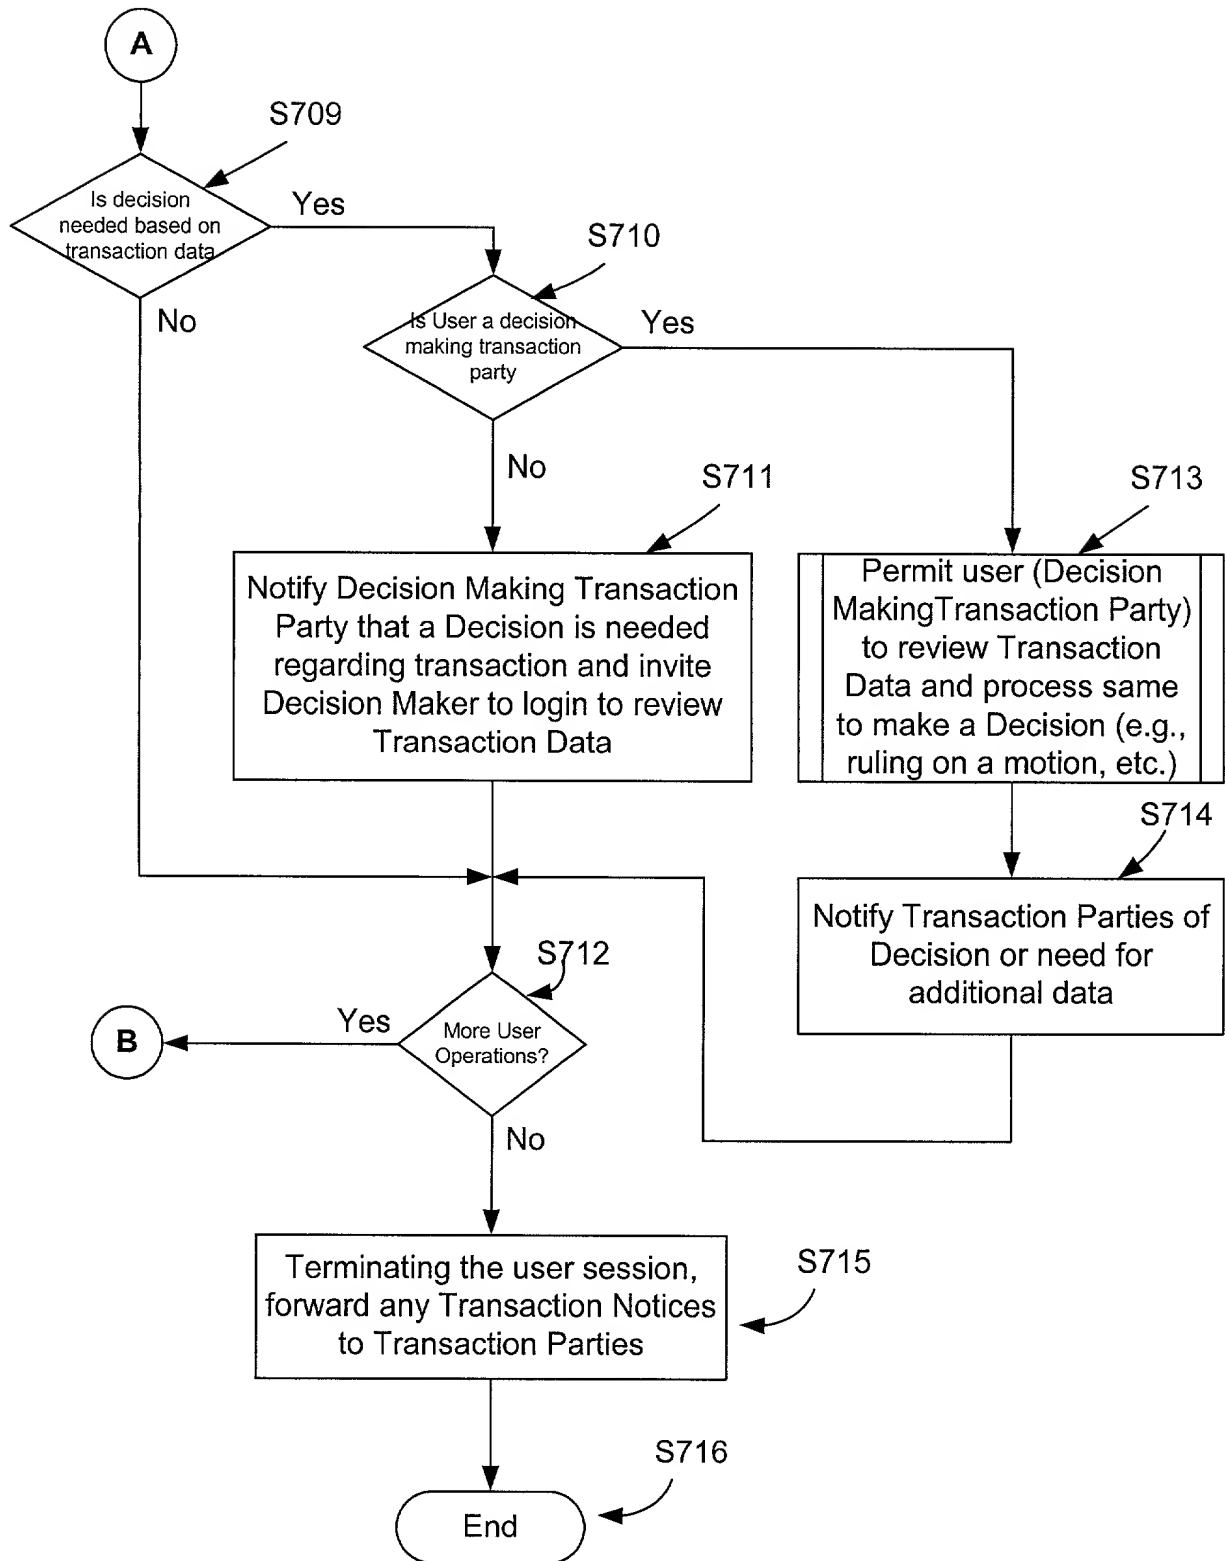 A
S709
Is decision
needed based on
transaction data
Yes
No
S710
Is User a decision
making transaction
party
Yes
No
S711
Notify Decision Making Transaction
Party that a Decision is needed
regarding transaction and invite
Decision Maker to login to review
Transaction Data
S713
Permit user (Decision
MakingTransaction Party)
to review Transaction
Data and process same
to make a Decision (e.g.,
ruling on a motion, etc.)
S714
Notify Transaction Parties of
Decision or need for
additional data
S712
More User
Operations?
Yes
B
No
S715
Terminating the user session,
forward any Transaction Notices
to Transaction Parties
S716
End